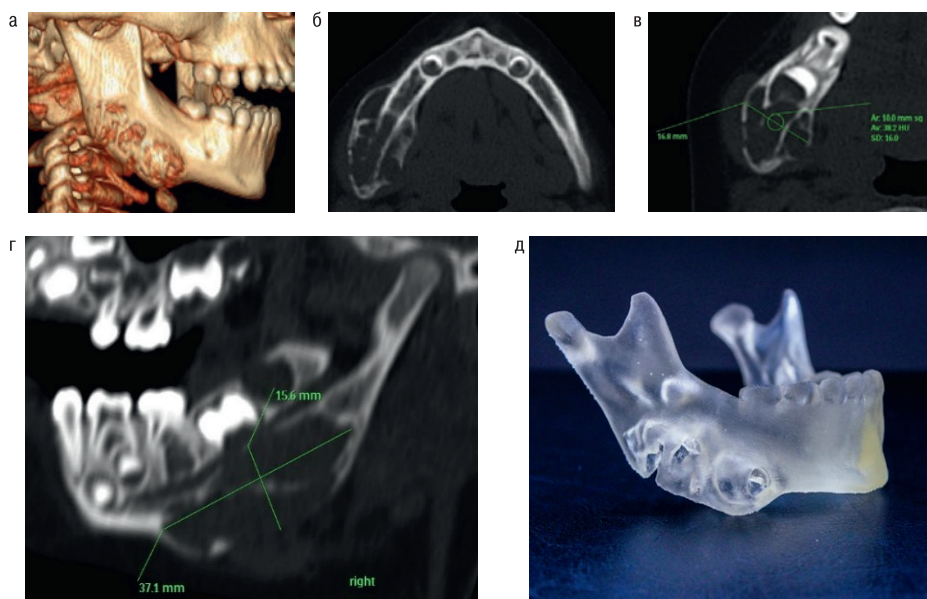 а
б
в
16.8 mm
Ar: 10.0 mm sq
Av: 38.2 HU
SD: 16.0
г
15.6 mm
37.1 mm
right
д